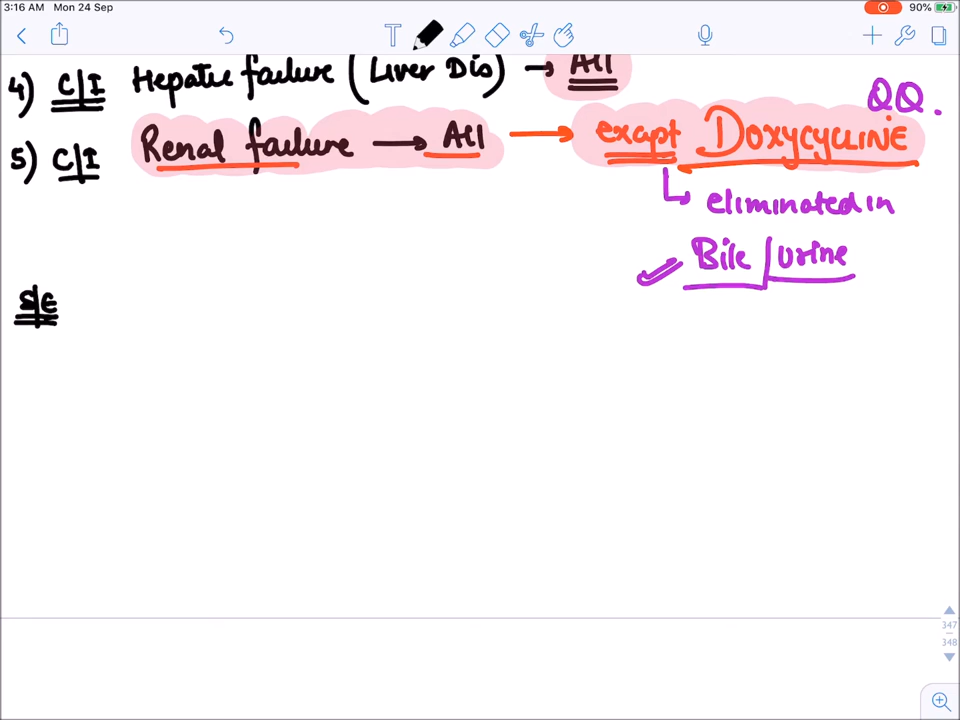 3:16 AM Mon 24 Sep 90%
T
4) C/I Hepatic failure (Liver Dis) → All
QQ.
5) C/I Renal failure → All → exapt DOXYCYCLINE
eliminated in
Bile / urine
S/E
347
348